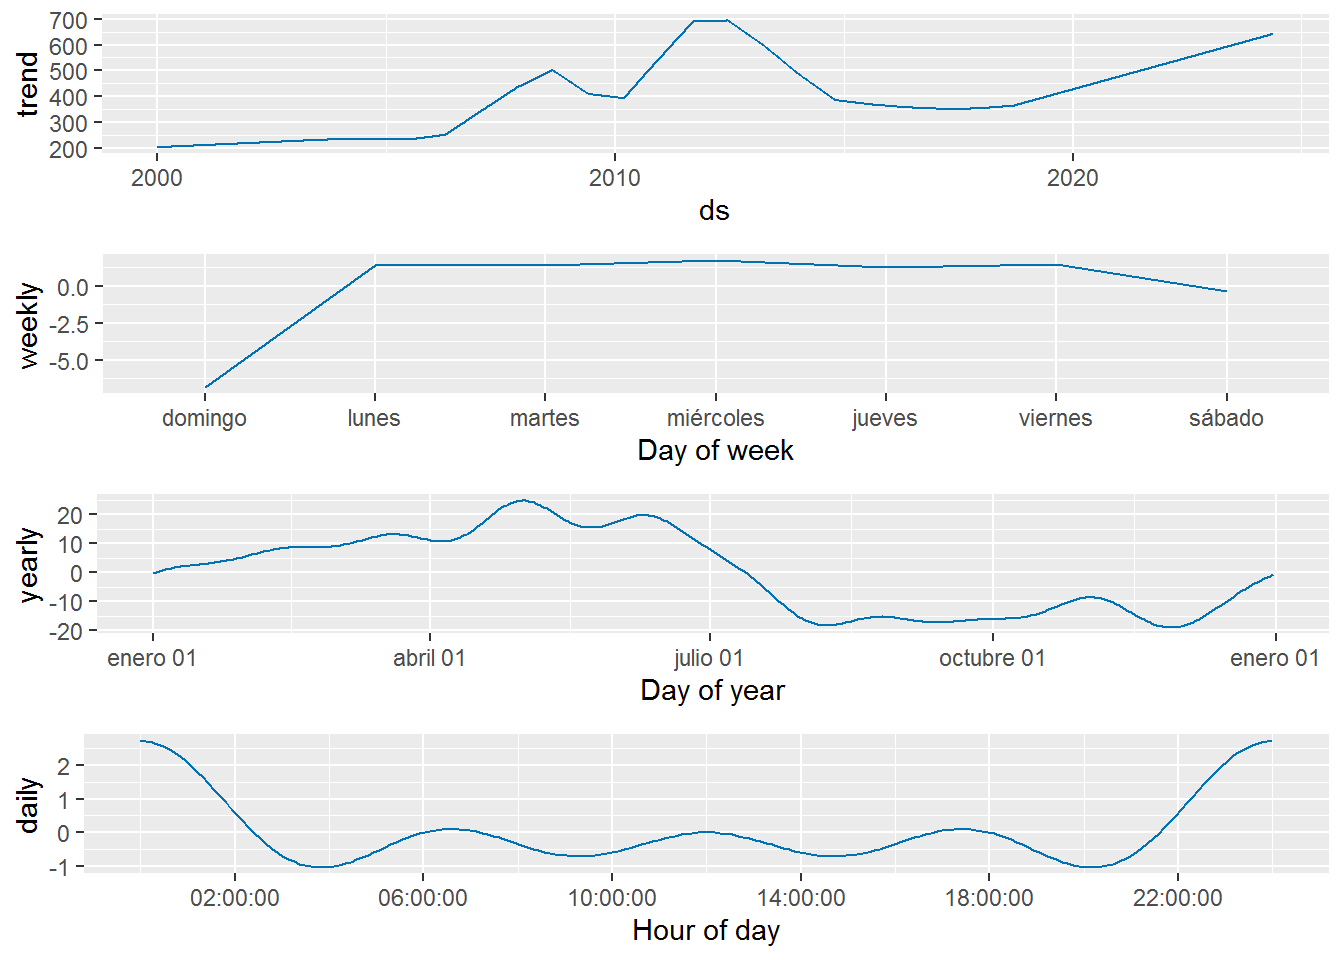 700
600
500
400
300
200
trend
2000 2010 2020
ds
0.0
-2.5
-5.0
weekly
domingo lunes martes miércoles jueves viernes sábado
Day of week
20
10
0
-10
-20
yearly
enero 01 abril 01 julio 01 octubre 01 enero 01
Day of year
2
1
0
-1
daily
02:00:00 06:00:00 10:00:00 14:00:00 18:00:00 22:00:00
Hour of day